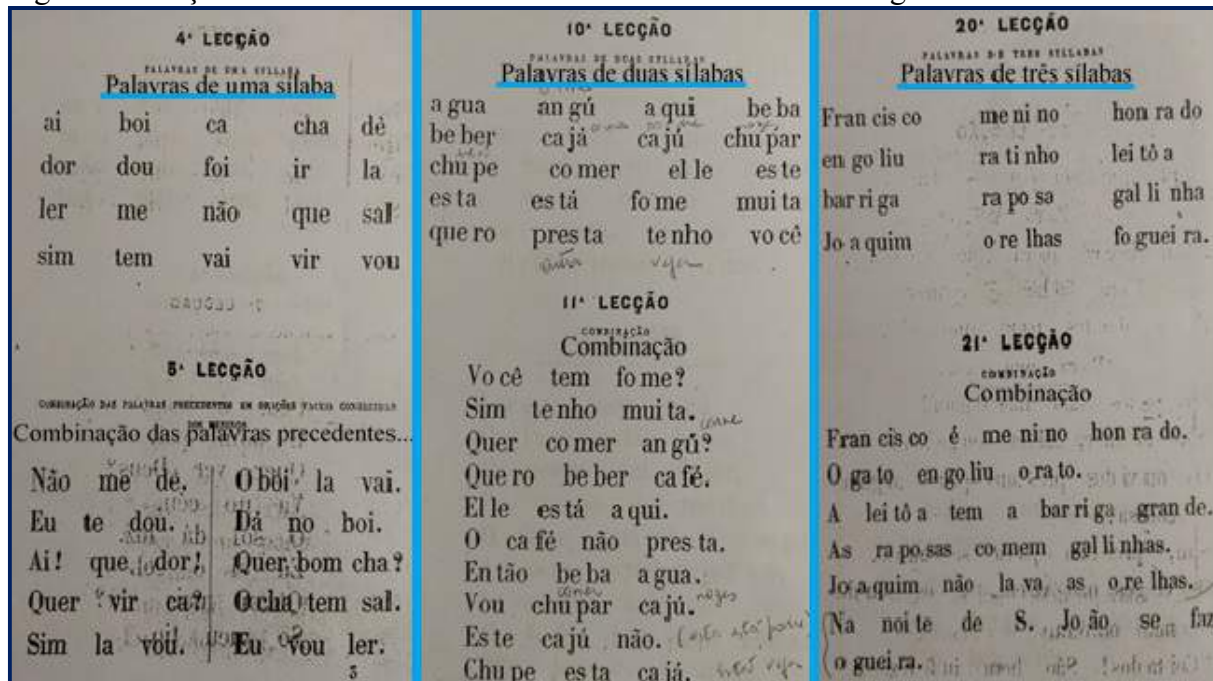 4ª LECÇÃO
PALAVRAS DE UMA SYLLABA
Palavras de uma sílaba
ai boi ca cha dê
dor dou foi ir la
ler me não que sal
sim tem vai vir vou
5ª LECÇÃO
COMBINAÇÃO DAS PALAVRAS PRECEDENTES EM ORAÇÕES
Combinação das palavras precedentes...
Não me dê. O boi la vai.
Eu te dou. Dá no boi.
Ai! que dor! Quer bom cha?
Quer vir ca? O cha tem sal.
Sim la vou. Eu vou ler.
3
10ª LECÇÃO
PALAVRAS DE DUAS SYLLABAS
Palavras de duas sílabas
a gua an gú a qui be ba
be ber ca já ca jú chu par
chu pe co mer el le es te
es ta es tá fo me mui ta
que ro pres ta te nho vo cê
11ª LECÇÃO
COMBINAÇÃO
Combinação
Vo cê tem fo me?
Sim te nho mui ta.
carne
Quer co mer an gú?
Que ro be ber ca fé.
El le es tá a qui.
O ca fé não pres ta.
En tão be ba a gua.
comer nozes
Vou chu par ca jú.
Es te ca jú não.
Chu pe es ta ca já.
20ª LECÇÃO
PALAVRAS DE TRES SYLLABAS
Palavras de três sílabas
Fran cis co me ni no hon ra do
en go liu ra ti nho lei tô a
bar ri ga ra po sa gal li nha
Jo a quim o re lhas fo guei ra.
21ª LECÇÃO
COMBINAÇÃO
Combinação
Fran cis co é me ni no hon ra do.
O ga to en go liu o ra to.
A lei tô a tem a bar ri ga gran de.
As ra po sas co mem gal li nhas.
Jo a quim não la va as o re lhas.
(Na noi te de S. Jo ão se faz
o guei ra.